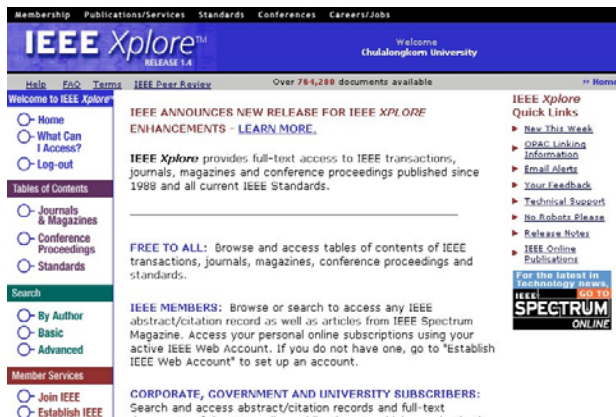 Membership Publications/Services Standards Conferences Careers/Jobs
IEEE Xplore™
RELEASE 1.4
Welcome
Chulalongkorn University
Help FAQ Terms IEEE Peer Review
Over 764,280 documents available
» Home
Welcome to IEEE Xplore™
Home
What Can
I Access?
Log-out
Tables of Contents
Journals
& Magazines
Conference
Proceedings
Standards
Search
By Author
Basic
Advanced
Member Services
Join IEEE
Establish IEEE
IEEE ANNOUNCES NEW RELEASE FOR IEEE XPLORE
ENHANCEMENTS - LEARN MORE.
IEEE Xplore provides full-text access to IEEE transactions,
journals, magazines and conference proceedings published since
1988 and all current IEEE Standards.
FREE TO ALL: Browse and access tables of contents of IEEE
transactions, journals, magazines, conference proceedings and
standards.
IEEE MEMBERS: Browse or search to access any IEEE
abstract/citation record as well as articles from IEEE Spectrum
Magazine. Access your personal online subscriptions using your
active IEEE Web Account. If you do not have one, go to "Establish
IEEE Web Account" to set up an account.
CORPORATE, GOVERNMENT AND UNIVERSITY SUBSCRIBERS:
Search and access abstract/citation records and full-text
IEEE Xplore
Quick Links
New This Week
OPAC Linking
Information
Email Alerts
Your Feedback
Technical Support
No Robots Please
Release Notes
IEEE Online
Publications
For the latest in
Technology news,
IEEE GO TO
SPECTRUM
ONLINE